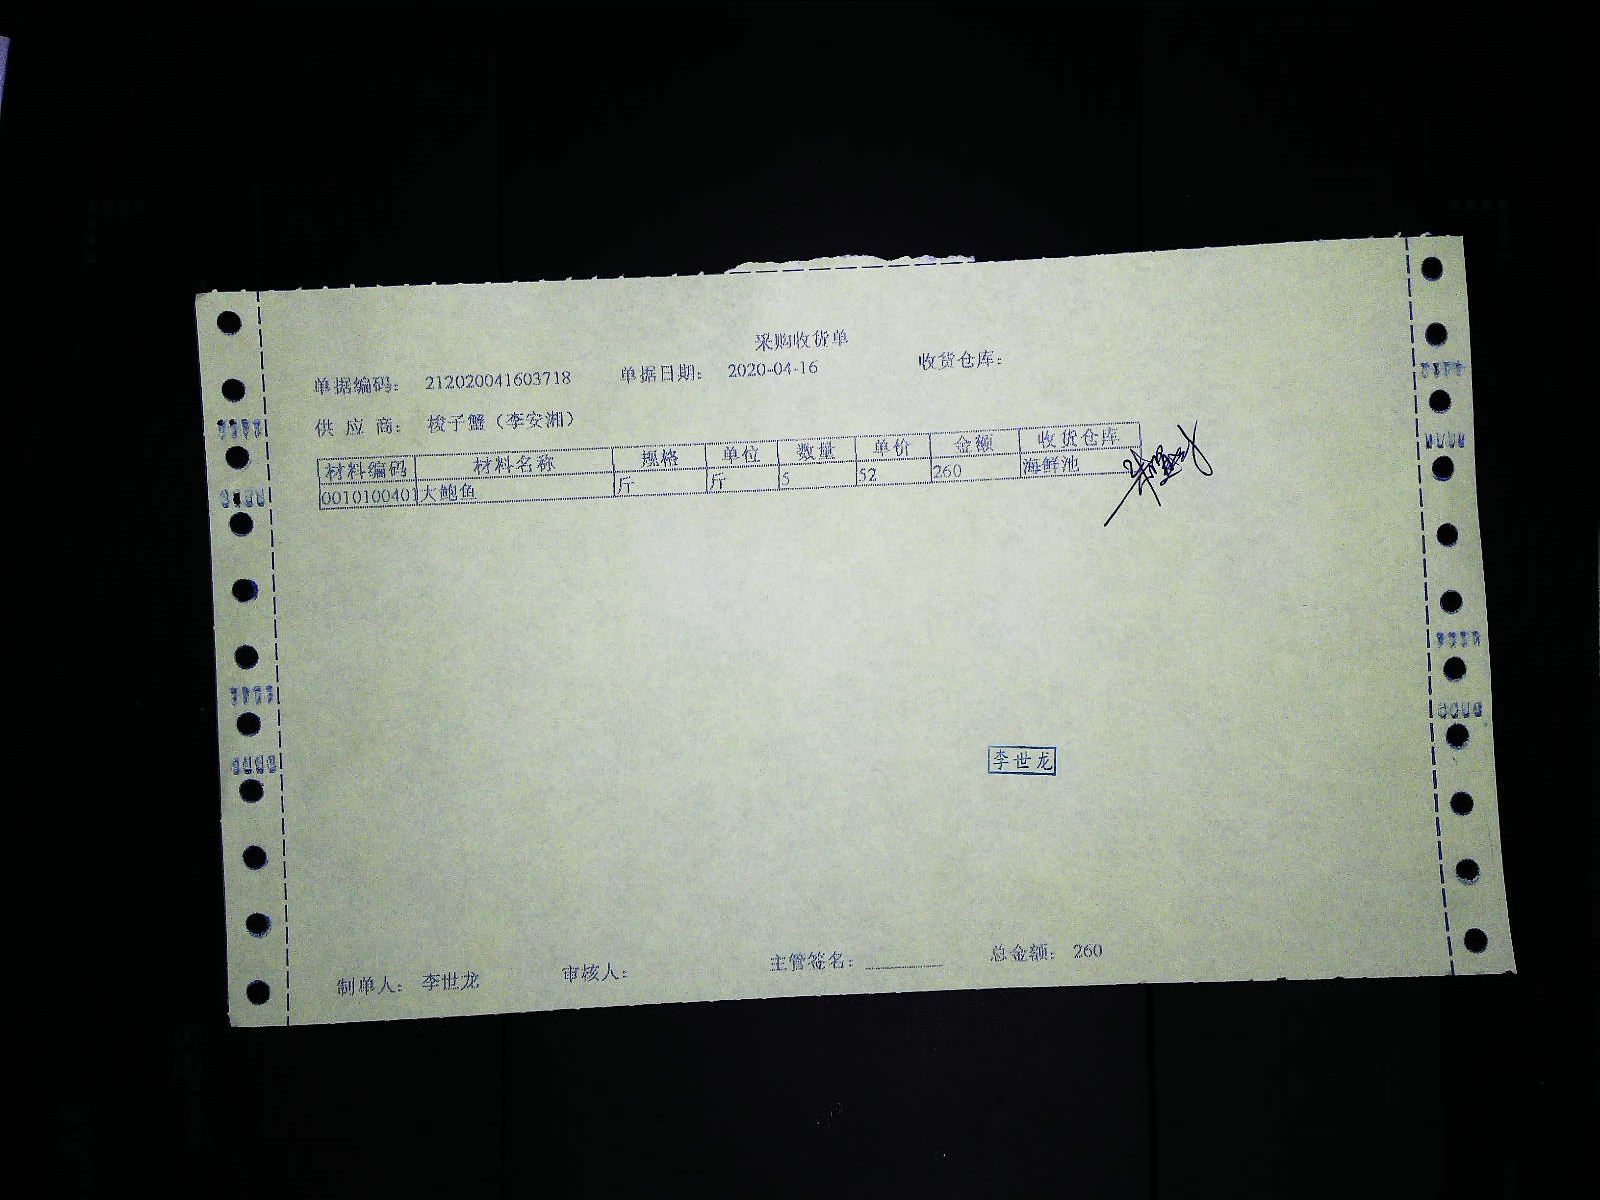 采购收货单
单据编码： 212020041603718 单据日期： 2020-04-16 收货仓库：
供 应 商： 梭子蟹（李安湘）
材料编码 材料名称 规格 单位 数量 单价 金额 收货仓库
0010100401 大鲍鱼 斤 斤 5 52 260 海鲜池
李世龙
制单人： 李世龙 审核人： 主管签名： 总金额： 260